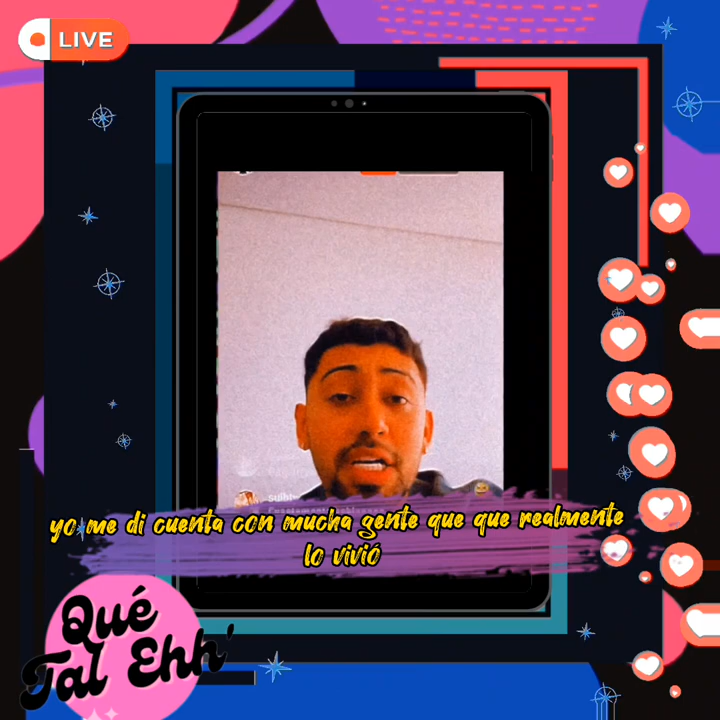 LIVE
yo me di cuenta con mucha gente que que realmente
lo vivió
Qué
Tal Ehh'